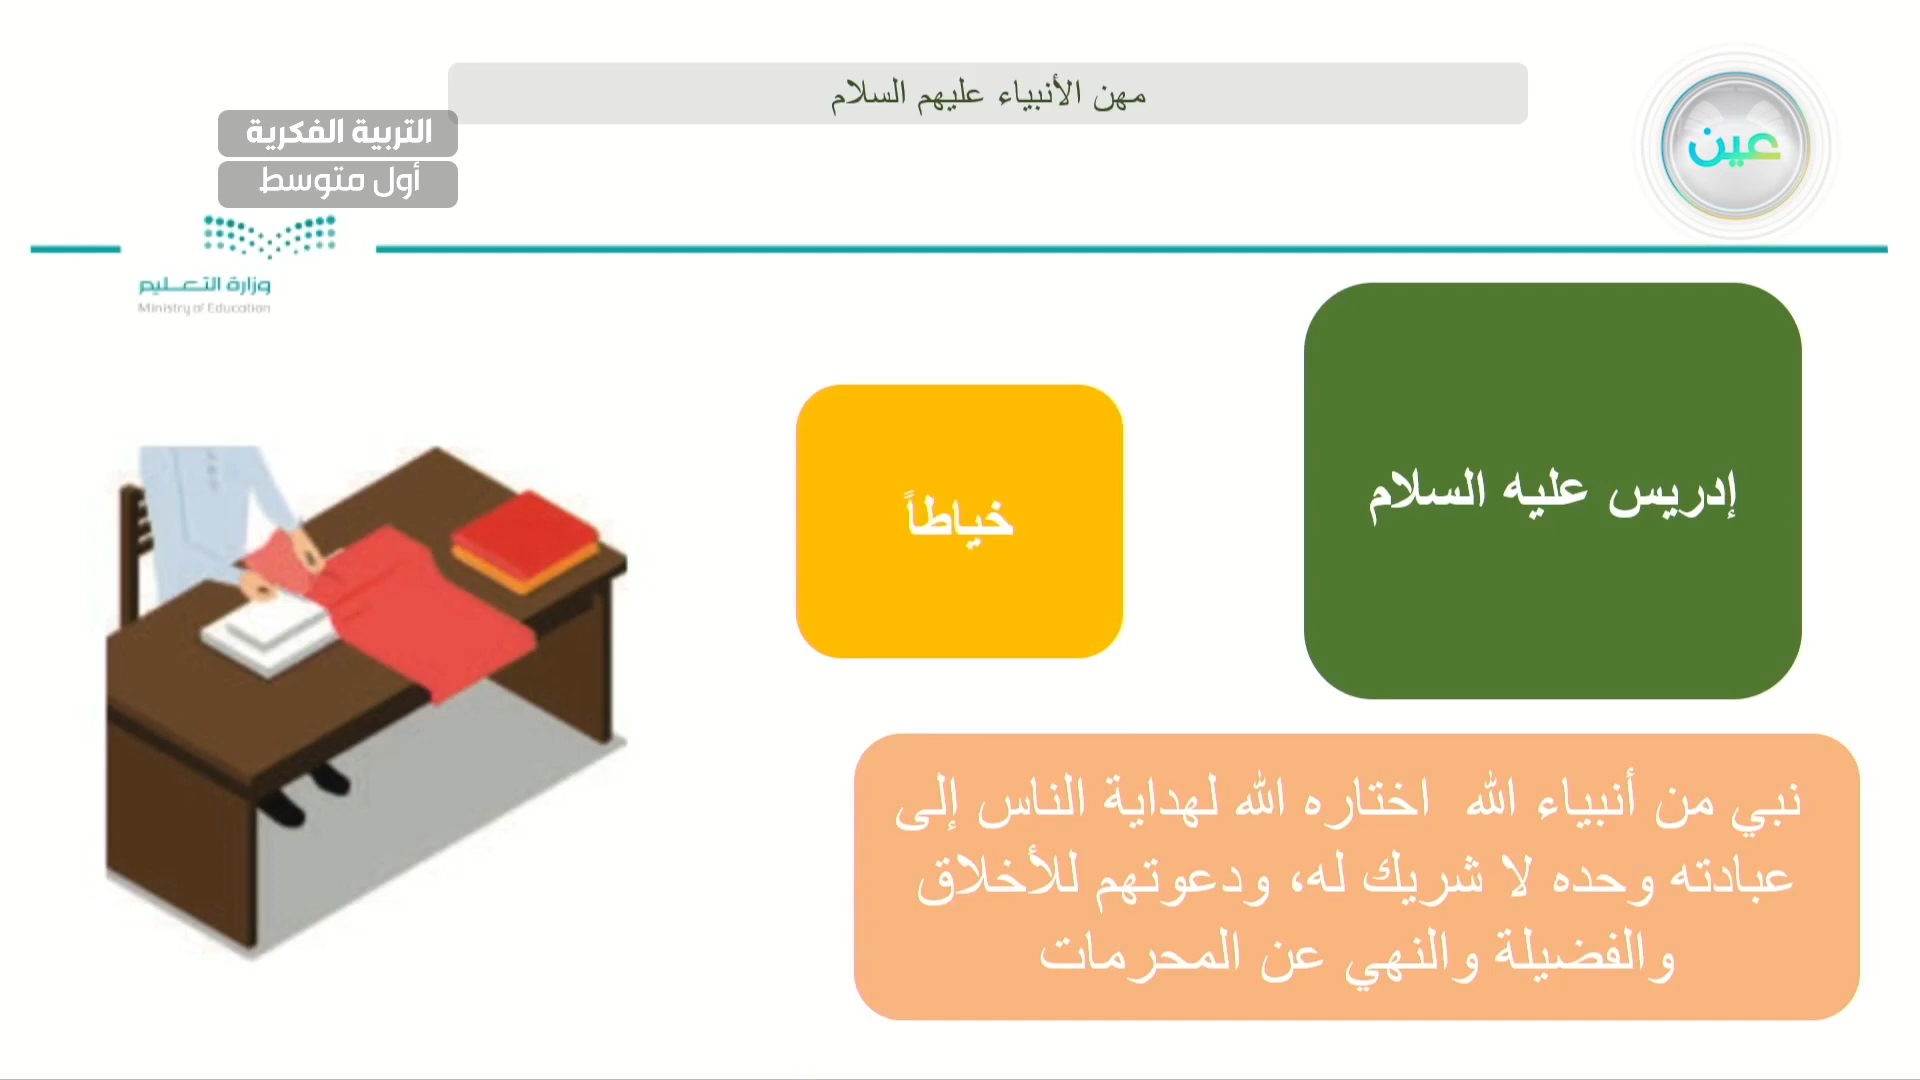 مهن الأنبياء عليهم السلام
عين
التربية الفكرية
أول متوسط
وزارة التعليم
Ministry of Education
إدريس عليه السلام
خياطاً
نبي من أنبياء الله اختاره الله لهداية الناس إلى
عبادته وحده لا شريك له، ودعوتهم للأخلاق
والفضيلة والنهي عن المحرمات